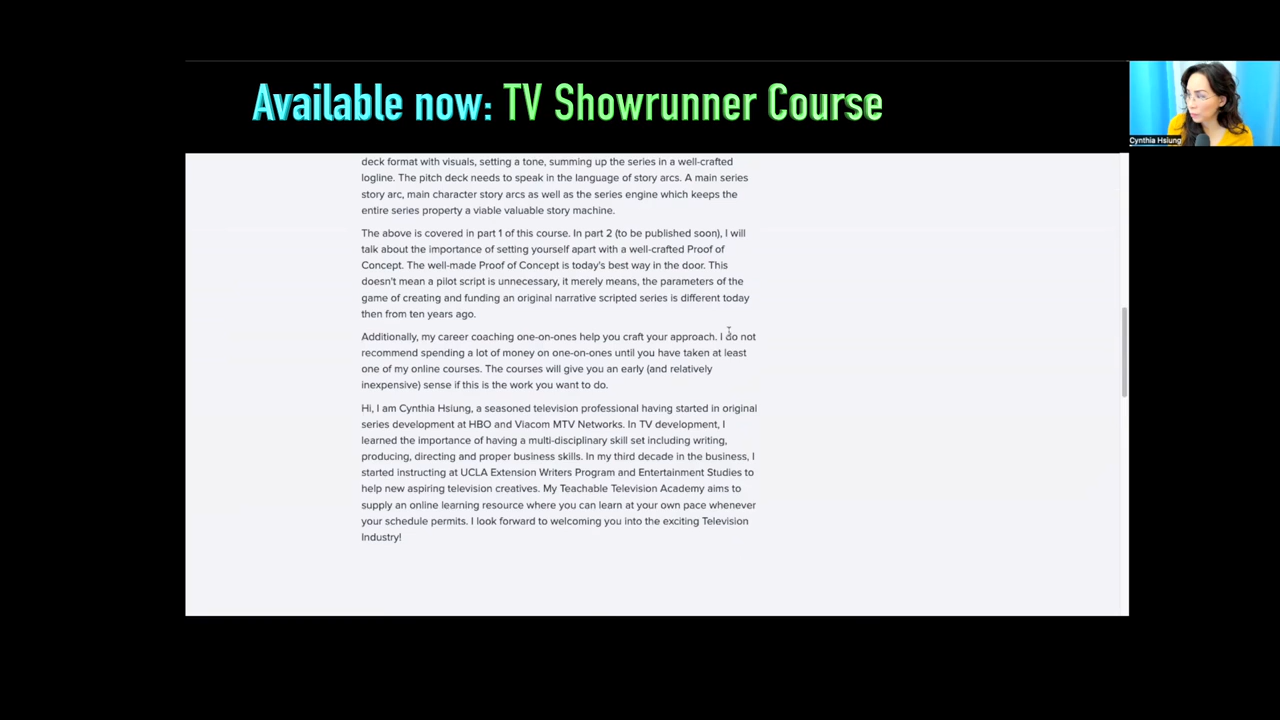 Available now: TV Showrunner Course
Cynthia Hsiung
deck format with visuals, setting a tone, summing up the series in a well-crafted
logline. The pitch deck needs to speak in the language of story arcs. A main series
story arc, main character story arcs as well as the series engine which keeps the
entire series property a viable valuable story machine.
The above is covered in part 1 of this course. In part 2 (to be published soon), I will
talk about the importance of setting yourself apart with a well-crafted Proof of
Concept. The well-made Proof of Concept is today's best way in the door. This
doesn't mean a pilot script is unnecessary, it merely means, the parameters of the
game of creating and funding an original narrative scripted series is different today
then from ten years ago.
Additionally, my career coaching one-on-ones help you craft your approach. I do not
recommend spending a lot of money on one-on-ones until you have taken at least
one of my online courses. The courses will give you an early (and relatively
inexpensive) sense if this is the work you want to do.
Hi, I am Cynthia Hsiung, a seasoned television professional having started in original
series development at HBO and Viacom MTV Networks. In TV development, I
learned the importance of having a multi-disciplinary skill set including writing,
producing, directing and proper business skills. In my third decade in the business, I
started instructing at UCLA Extension Writers Program and Entertainment Studies to
help new aspiring television creatives. My Teachable Television Academy aims to
supply an online learning resource where you can learn at your own pace whenever
your schedule permits. I look forward to welcoming you into the exciting Television
Industry!